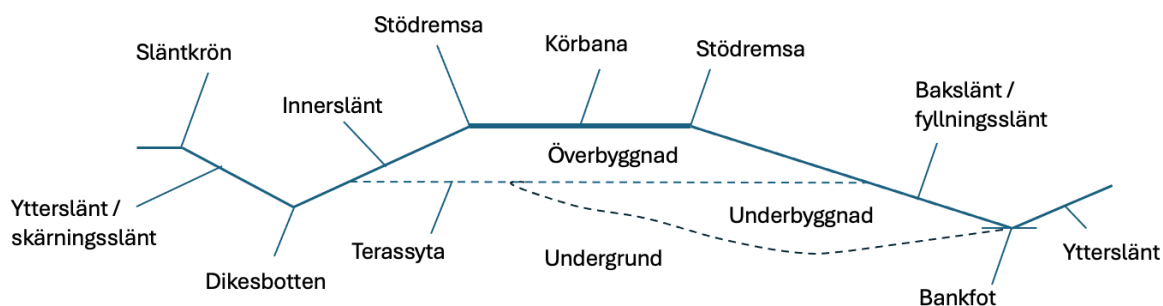 Stödremsa
Körbana
Stödremsa
Släntkrön
Innerslänt
Bakslänt /
fyllningsslänt
Överbyggnad
Ytterslänt /
skärningsslänt
Underbyggnad
Terassyta
Undergrund
Ytterslänt
Dikesbotten
Bankfot